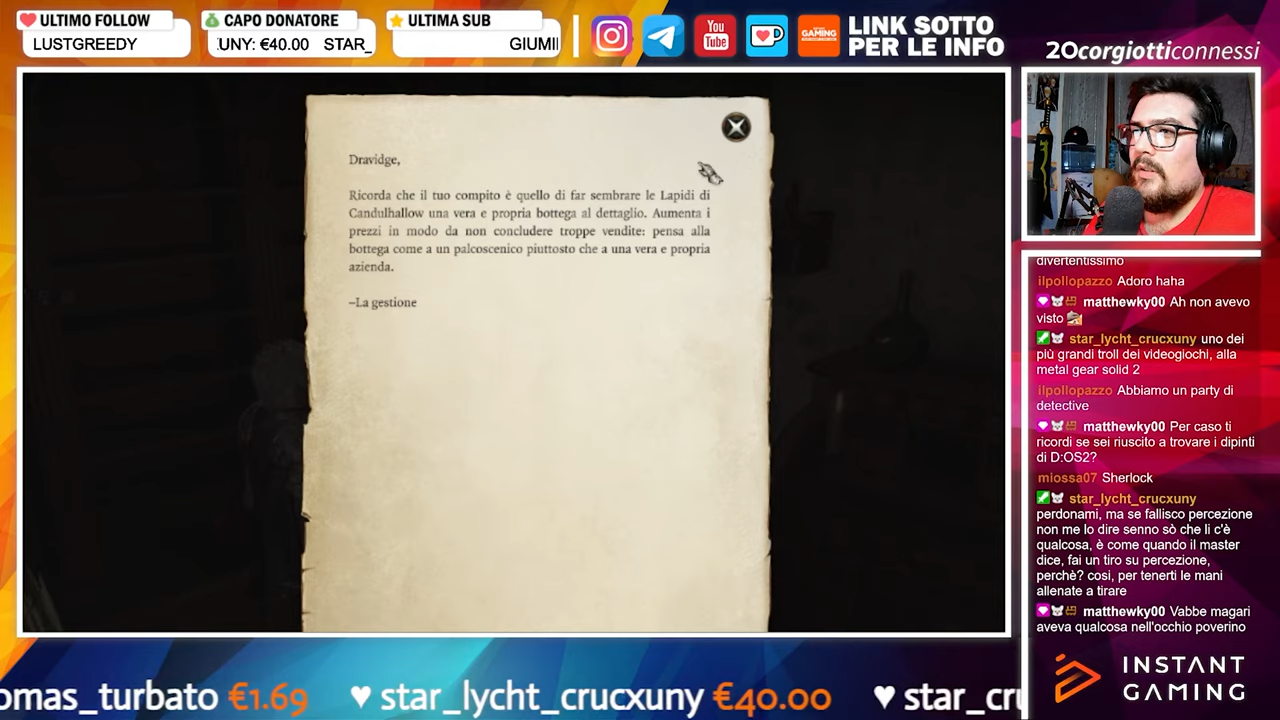 ULTIMO FOLLOW
LUSTGREEDY
CAPO DONATORE
:UNY: €40.00 STAR_
ULTIMA SUB
GIUMI
You
Tube
INSTANT
GAMING
LINK SOTTO
PER LE INFO
20corgiotticonnessi
Dravidge,
Ricorda che il tuo compito è quello di far sembrare le Lapidi di
Candulhallow una vera e propria bottega al dettaglio. Aumenta i
prezzi in modo da non concludere troppe vendite: pensa alla
bottega come a un palcoscenico piuttosto che a una vera e propria
azienda.
–La gestione
divertentissimo
ilpollopazzo Adoro haha
matthewky00 Ah non avevo
visto
star_lycht_crucxuny uno dei
più grandi troll dei videogiochi, alla
metal gear solid 2
ilpollopazzo Abbiamo un party di
detective
matthewky00 Per caso ti
ricordi se sei riuscito a trovare i dipinti
di D:OS2?
miossa07 Sherlock
star_lycht_crucxuny
perdonami, ma se fallisco percezione
non me lo dire senno sò che li c'è
qualcosa, è come quando il master
dice, fai un tiro su percezione,
perchè? cosi, per tenerti le mani
allenate a tirare
matthewky00 Vabbe magari
aveva qualcosa nell'occhio poverino
omas_turbato €1.69 ♥ star_lycht_crucxuny €40.00 ♥ star_cru
INSTANT
GAMING